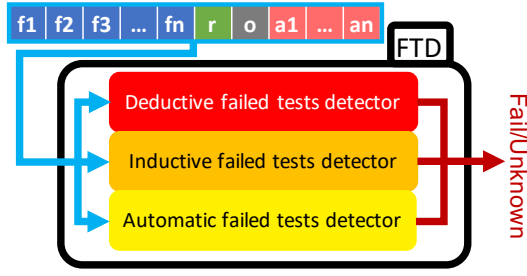 f1 f2 f3 ... fn r o a1 ... an
FTD
Deductive failed tests detector
Inductive failed tests detector
Automatic failed tests detector
Fail/Unknown